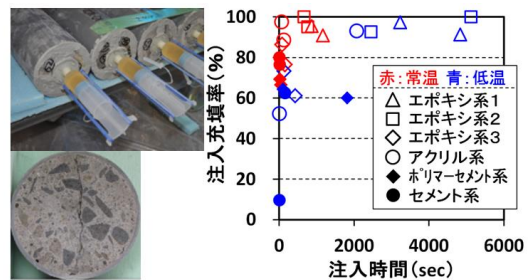 注入充填率(%)
100
80
60
40
20
0
0
2000
4000
6000
注入時間(sec)
赤:常温 青:低温
エポキシ系1
エポキシ系2
エポキシ系3
アクリル系
ポリマーセメント系
セメント系